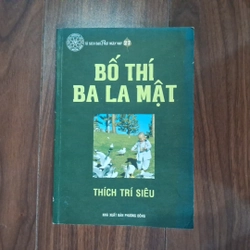 BỐ THÍ
BA LA MẬT
THÍCH TRÍ SIÊU
NHÀ XUẤT BẢN PHƯƠNG ĐÔNG